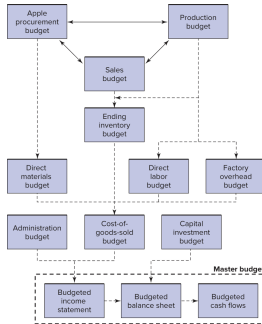 Apple
procurement
budget
Production
budget
Sales
budget
Ending
inventory
budget
Direct
materials
budget
Direct
labor
budget
Factory
overhead
budget
Administration
budget
Cost-of-
goods-sold
budget
Capital
investment
budget
Master budge
Budgeted
income
statement
Budgeted
balance sheet
Budgeted
cash flows